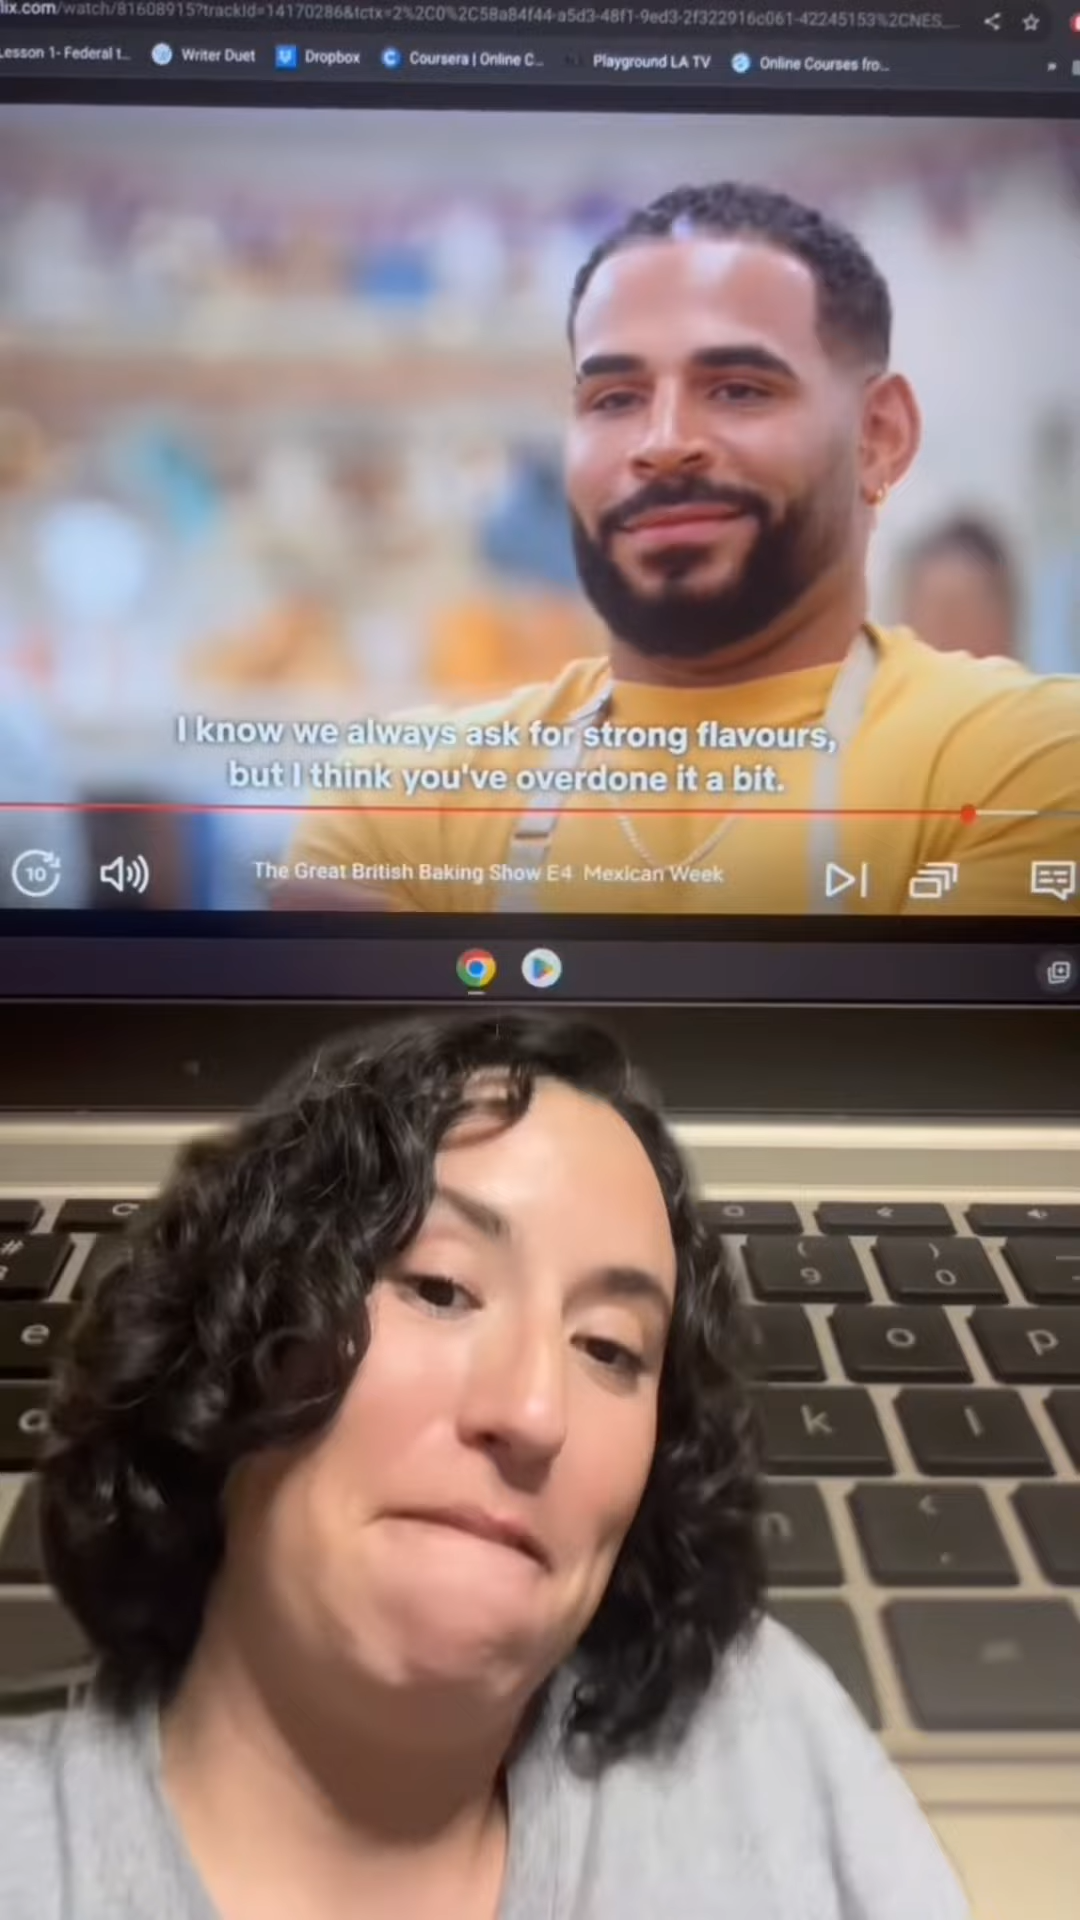 lix.com/watch/81608915?trackId=14170286&tctx=2%2C0%2C58a84f44-a5d3-48f1-9ed3-2f322916c061-42245153%2CNES...
Lesson 1- Federal t... Writer Duet Dropbox Coursera | Online C... Playground LA TV Online Courses fro... »
I know we always ask for strong flavours,
but I think you've overdone it a bit.
10 The Great British Baking Show E4 Mexican Week
# ( 9 ) 0
e o p
k l
n <